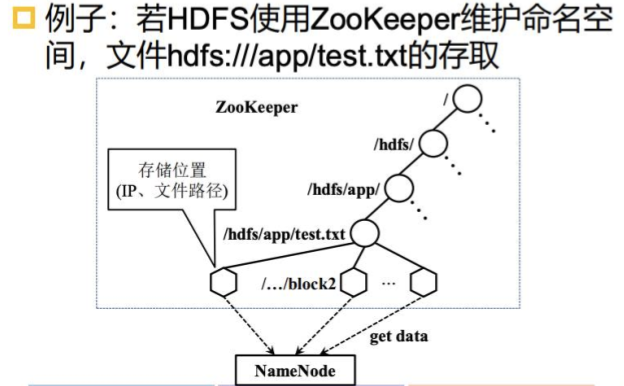 例子：若HDFS使用ZooKeeper维护命名空
间，文件hdfs:///app/test.txt的存取
ZooKeeper
/
/hdfs/
存储位置
(IP、文件路径)
/hdfs/app/
/hdfs/app/test.txt
/…/block2
…
get data
NameNode